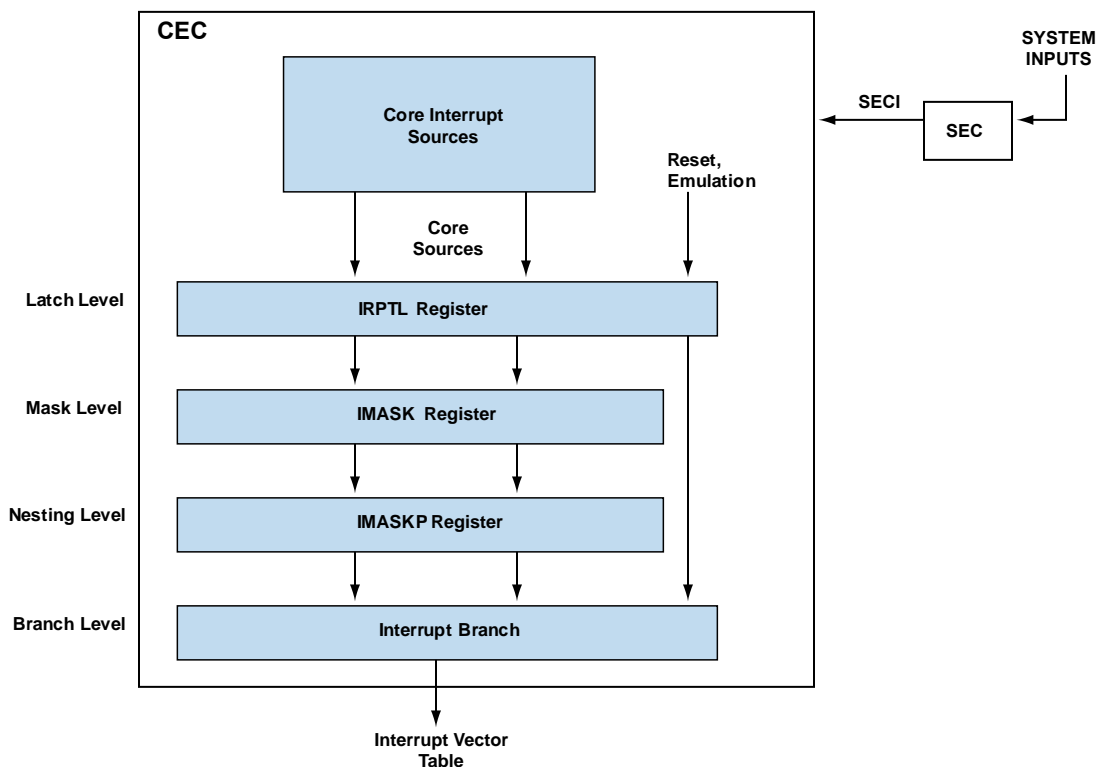 CEC
SYSTEM
INPUTS
SECI
SEC
Core Interrupt
Sources
Reset,
Emulation
Core
Sources
Latch Level
IRPTL Register
Mask Level
IMASK Register
Nesting Level
IMASKP Register
Branch Level
Interrupt Branch
Interrupt Vector
Table